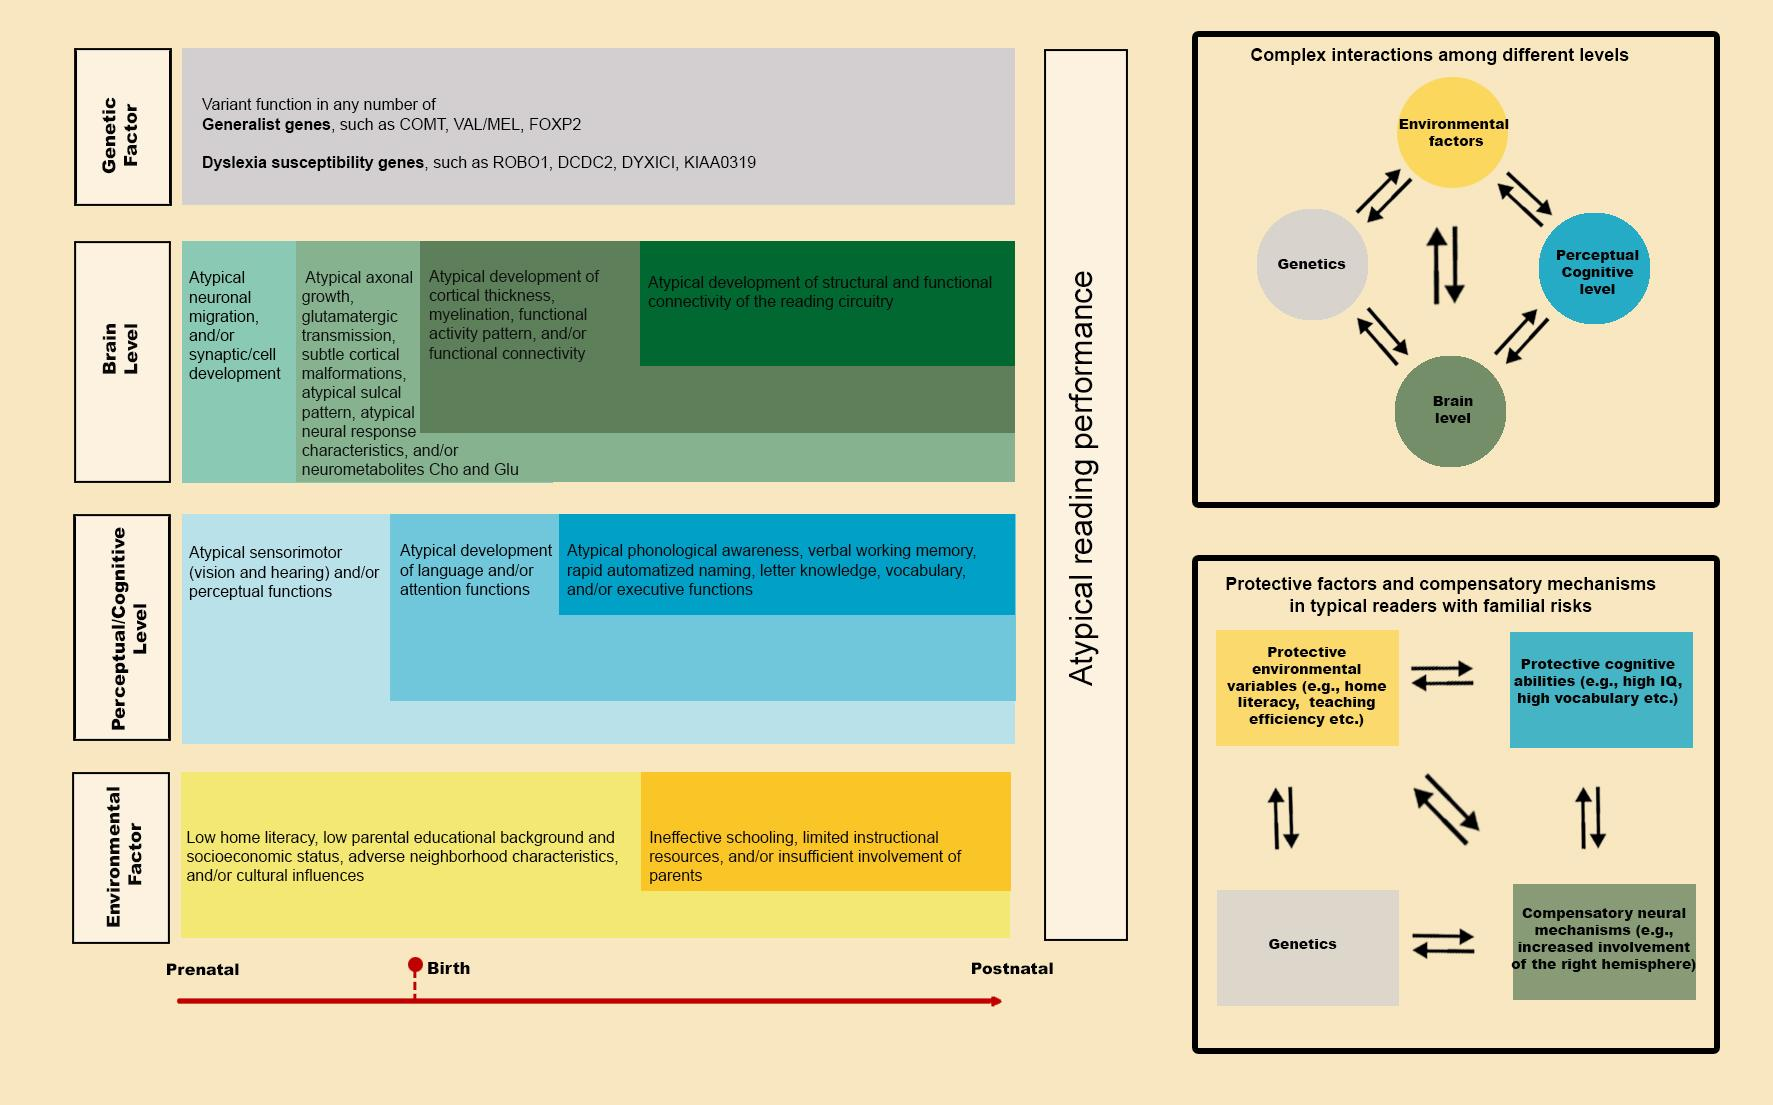 Genetic
Factor
Variant function in any number of
Generalist genes, such as COMT, VAL/MEL, FOXP2
Dyslexia susceptibility genes, such as ROBO1, DCDC2, DYXICI, KIAA0319
Brain
Level
Atypical
neuronal
migration,
and/or
synaptic/cell
development
Atypical axonal
growth,
glutamatergic
transmission,
subtle cortical
malformations,
atypical sulcal
pattern, atypical
neural response
characteristics, and/or
neurometabolites Cho and Glu
Atypical development of
cortical thickness,
myelination, functional
activity pattern, and/or
functional connectivity
Atypical development of structural and functional
connectivity of the reading circuitry
Perceptual/Cognitive
Level
Atypical sensorimotor
(vision and hearing) and/or
perceptual functions
Atypical development
of language and/or
attention functions
Atypical phonological awareness, verbal working memory,
rapid automatized naming, letter knowledge, vocabulary,
and/or executive functions
Environmental
Factor
Low home literacy, low parental educational background and
socioeconomic status, adverse neighborhood characteristics,
and/or cultural influences
Ineffective schooling, limited instructional
resources, and/or insufficient involvement of
parents
Prenatal
Birth
Postnatal
Atypical reading performance
Complex interactions among different levels
Environmental
factors
Genetics
Perceptual
Cognitive
level
Brain
level
Protective factors and compensatory mechanisms
in typical readers with familial risks
Protective
environmental
variables (e.g., home
literacy, teaching
efficiency etc.)
Protective cognitive
abilities (e.g., high IQ,
high vocabulary etc.)
Genetics
Compensatory neural
mechanisms (e.g.,
increased involvement
of the right hemisphere)